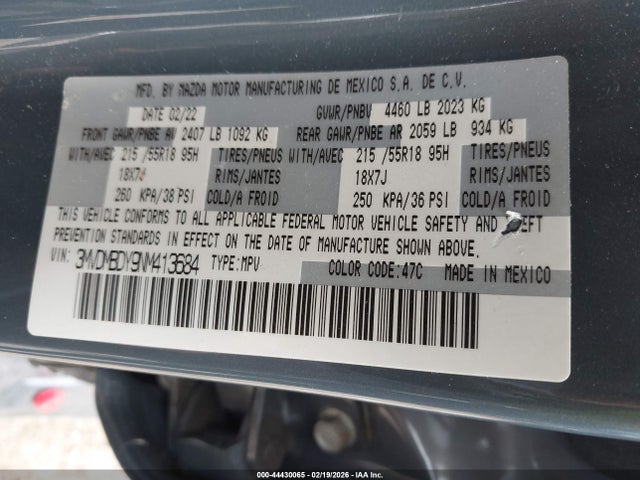 MFD. BY MAZDA MOTOR MANUFACTURING DE MEXICO S.A. DE C.V.
DATE 02/22 GVWR/PNBV 4460 LB 2023 KG
FRONT GAWR/PNBE AV 2407 LB 1092 KG REAR GAWR/PNBE AR 2059 LB 934 KG
WITH/AVEC 215 /55R18 95H TIRES/PNEUS WITH/AVEC 215 /55R18 95H TIRES/PNEUS
18X7J RIMS/JANTES 18X7J RIMS/JANTES
260 KPA/38 PSI COLD/A FROID 250 KPA/36 PSI COLD/A FROID
THIS VEHICLE CONFORMS TO ALL APPLICABLE FEDERAL MOTOR VEHICLE SAFETY AND THEFT
PREVENTION STANDARDS IN EFFECT ON THE DATE OF MANUFACTURE SHOWN ABOVE.
VIN: 3MVDMBDY9NM413684 TYPE:MPV COLOR CODE:47C MADE IN MEXICO
000-44430065 - 02/19/2026 - IAA Inc.